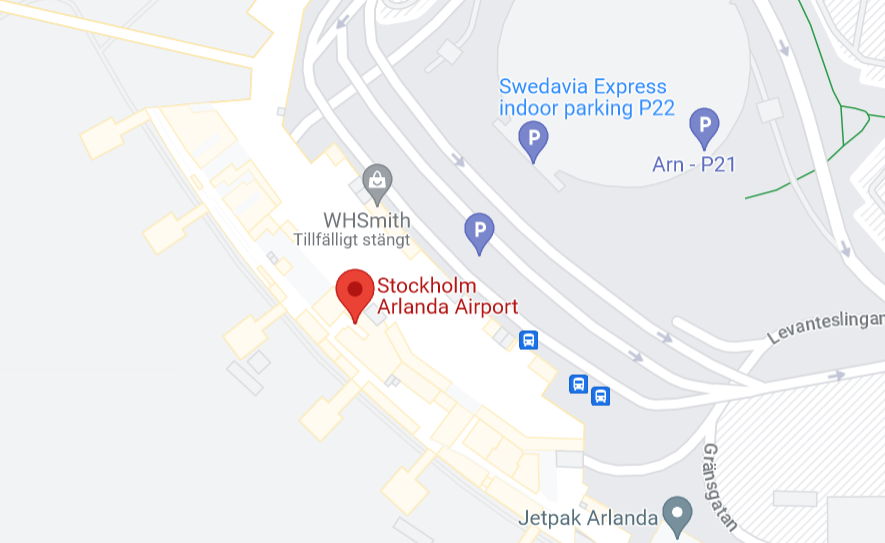 Swedavia Express
indoor parking P22
P
P
Arn - P21
WHSmith
Tillfälligt stängt
P
Stockholm
Arlanda Airport
Levanteslingan
Gränsgatan
Jetpak Arlanda